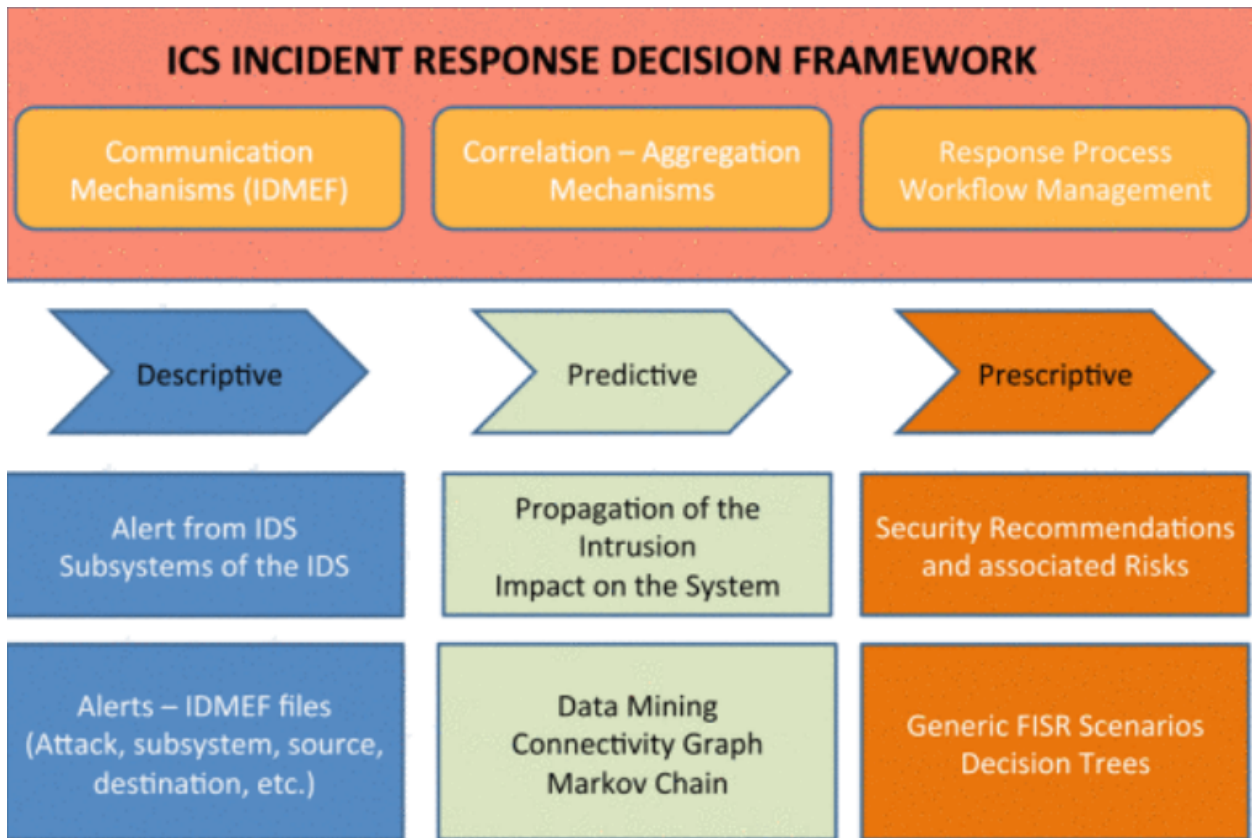 ICS INCIDENT RESPONSE DECISION FRAMEWORK
Communication
Mechanisms (IDMEF)
Correlation – Aggregation
Mechanisms
Response Process
Workflow Management
Descriptive
Predictive
Prescriptive
Alert from IDS
Subsystems of the IDS
Propagation of the
Intrusion
Impact on the System
Security Recommendations
and associated Risks
Alerts – IDMEF files
(Attack, subsystem, source,
destination, etc.)
Data Mining
Connectivity Graph
Markov Chain
Generic FISR Scenarios
Decision Trees